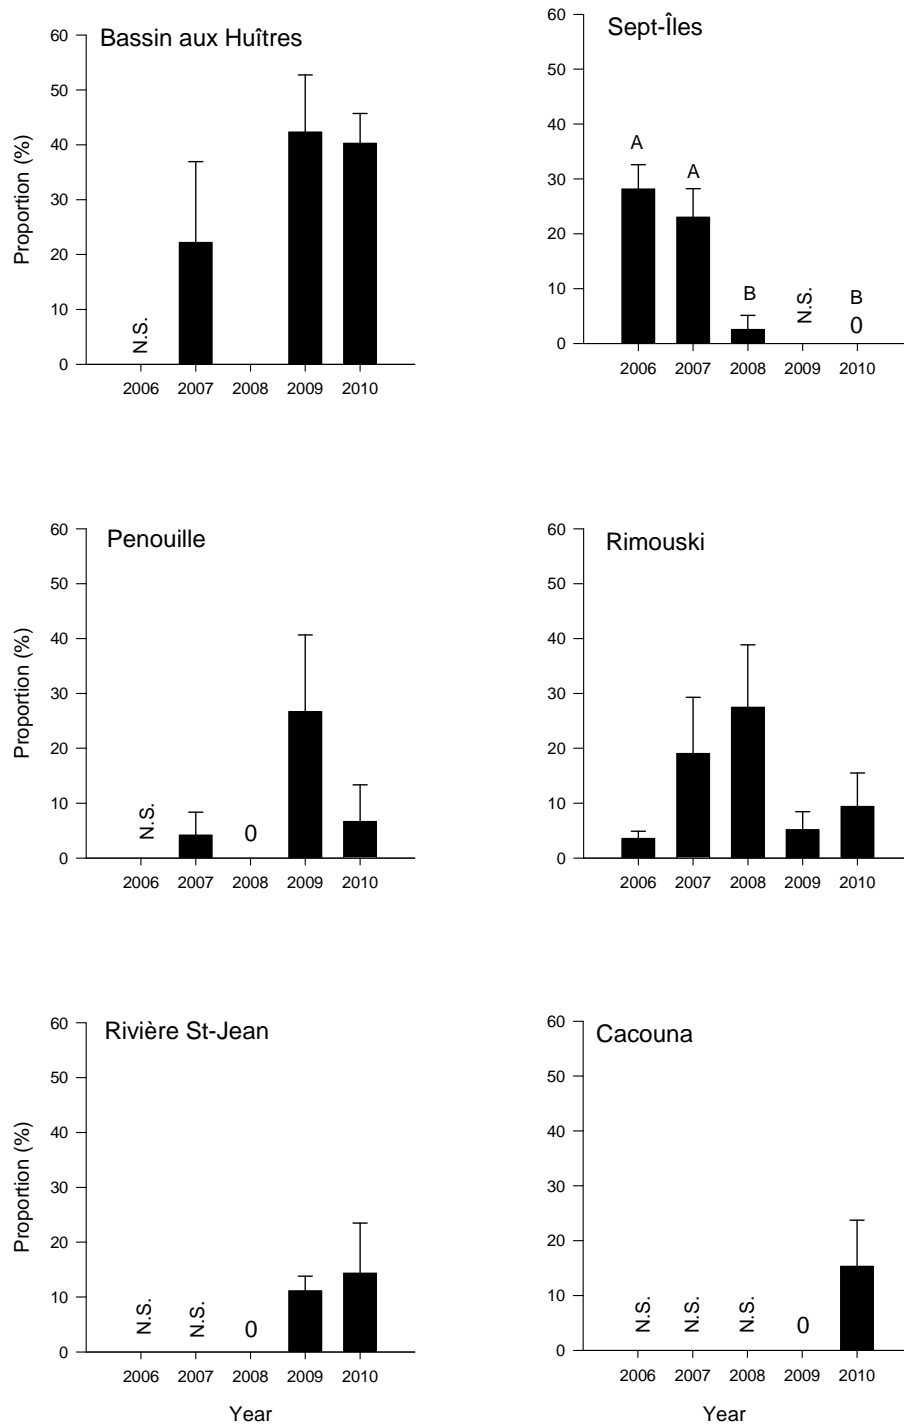 Bassin aux Huîtres
Proportion (%)
60
50
40
30
20
10
0
N.S.
2006 2007 2008 2009 2010
Sept-Îles
60
50
40
30
20
10
0
A
A
B
N.S.
B
0
2006 2007 2008 2009 2010
Penouille
Proportion (%)
60
50
40
30
20
10
0
N.S.
0
2006 2007 2008 2009 2010
Rimouski
60
50
40
30
20
10
0
2006 2007 2008 2009 2010
Rivière St-Jean
Proportion (%)
60
50
40
30
20
10
0
N.S.
N.S.
0
2006 2007 2008 2009 2010
Year
Cacouna
60
50
40
30
20
10
0
N.S.
N.S.
N.S.
0
2006 2007 2008 2009 2010
Year